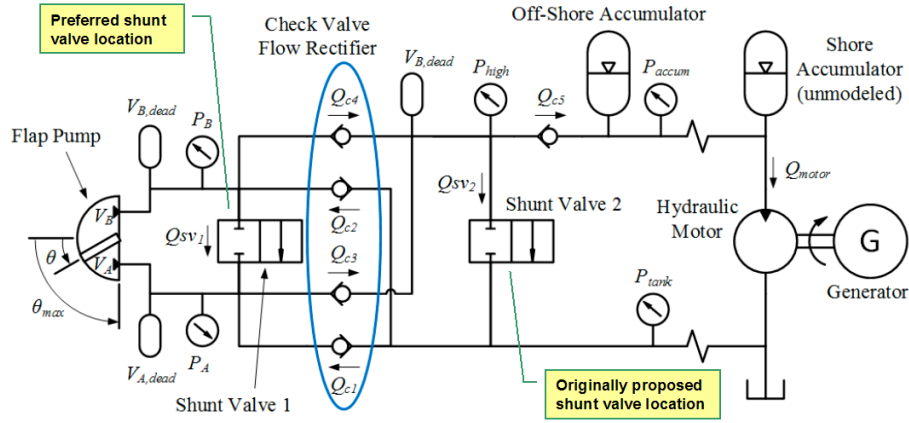 Preferred shunt
valve location
Check Valve
Flow Rectifier
Off-Shore Accumulator
Shore
Accumulator
(unmodeled)
V_B,dead
P_high
P_accum
Q_c4
Q_c5
V_B,dead
P_B
Flap Pump
V_B
V_A
θ
θ_max
Qsv_1
Q_c2
Q_c3
Qsv_2
Shunt Valve 2
Q_motor
Hydraulic
Motor
G
Generator
P_tank
P_A
V_A,dead
Q_c1
Shunt Valve 1
Originally proposed
shunt valve location